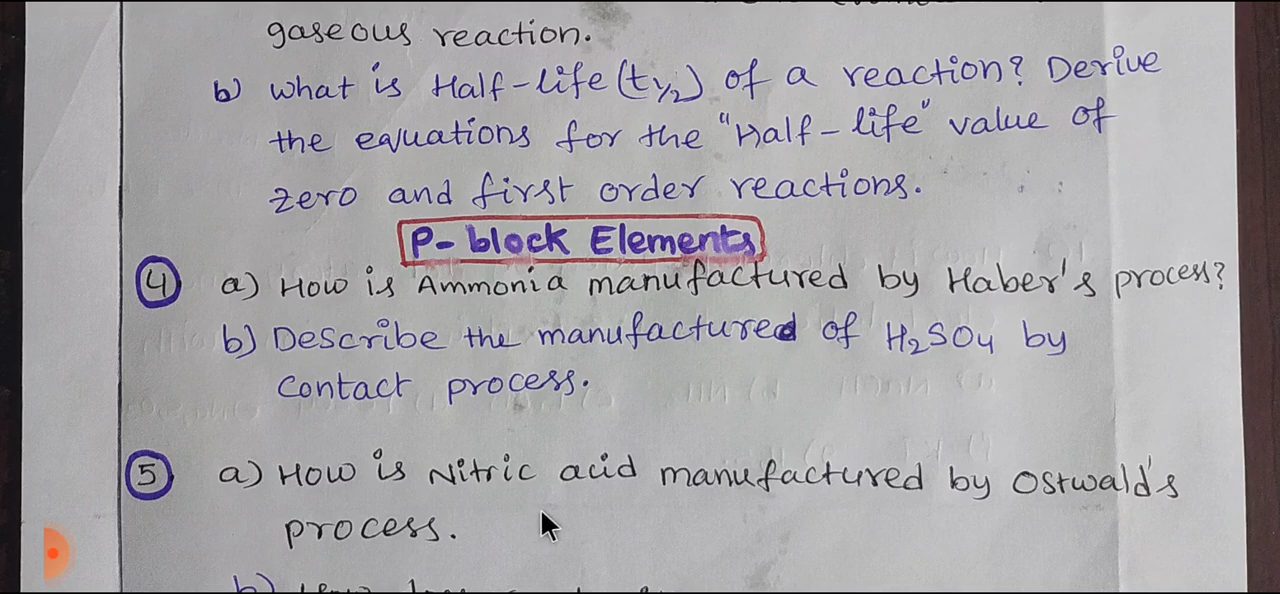 gaseous reaction.
b) what is Half-life (t½) of a reaction? Derive
the equations for the "Half-life" value of
zero and first order reactions.
P-block Elements
4 a) How is Ammonia manufactured by Haber's process?
b) Describe the manufactured of H₂SO₄ by
Contact process.
5 a) How is Nitric acid manufactured by Ostwald's
process.